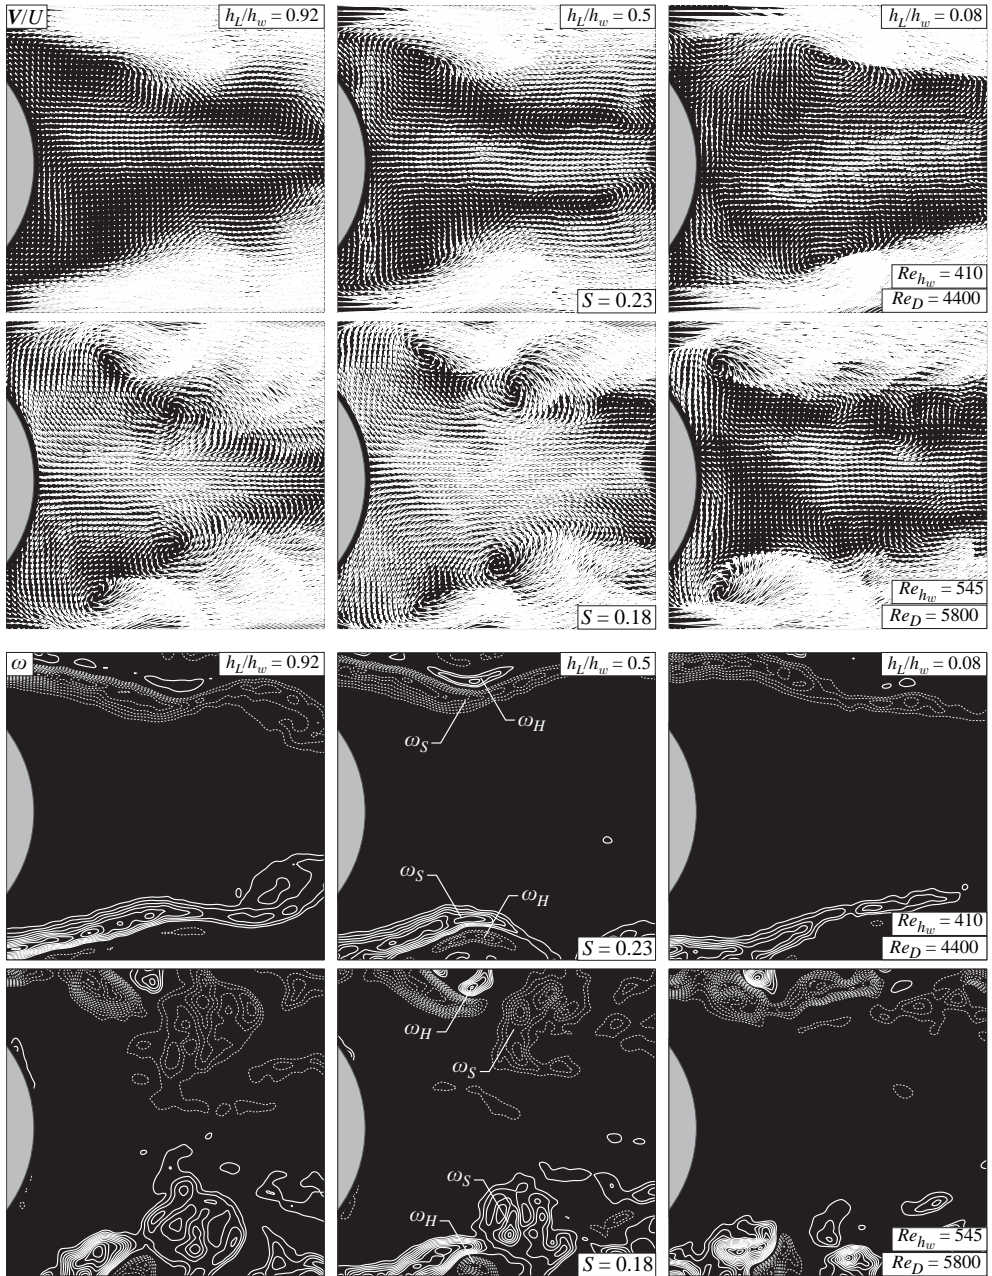 V/U
h_L/h_w = 0.92
h_L/h_w = 0.5
h_L/h_w = 0.08
S = 0.23
Re_{h_w} = 410
Re_D = 4400
S = 0.18
Re_{h_w} = 545
Re_D = 5800
ω
h_L/h_w = 0.92
h_L/h_w = 0.5
h_L/h_w = 0.08
ω_H
ω_S
ω_S
ω_H
S = 0.23
Re_{h_w} = 410
Re_D = 4400
ω_H
ω_S
ω_S
ω_H
S = 0.18
Re_{h_w} = 545
Re_D = 5800